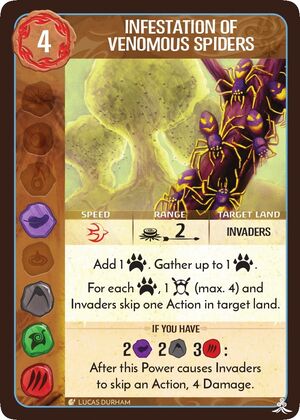 4
INFESTATION OF
VENOMOUS SPIDERS
SPEED RANGE TARGET LAND
2 INVADERS
Add 1. Gather up to 1.
For each, 1 (max. 4) and
Invaders skip one Action in target land.
IF YOU HAVE
2 2 3 :
After this Power causes Invaders
to skip an Action, 4 Damage.
LUCAS DURHAM